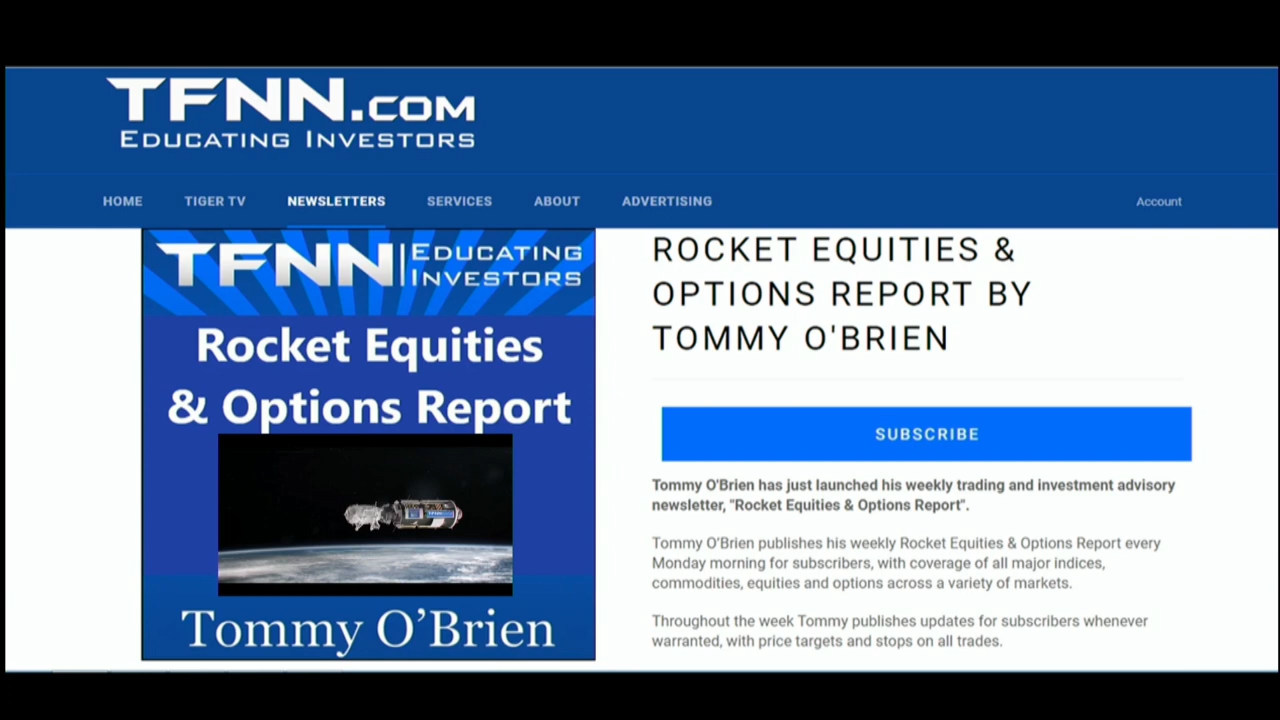 TFNN.COM
EDUCATING INVESTORS
HOME TIGER TV NEWSLETTERS SERVICES ABOUT ADVERTISING Account
TFNN EDUCATING
INVESTORS
Rocket Equities
& Options Report
TFNN
Tommy O'Brien
ROCKET EQUITIES &
OPTIONS REPORT BY
TOMMY O'BRIEN
SUBSCRIBE
Tommy O'Brien has just launched his weekly trading and investment advisory
newsletter, "Rocket Equities & Options Report".
Tommy O'Brien publishes his weekly Rocket Equities & Options Report every
Monday morning for subscribers, with coverage of all major indices,
commodities, equities and options across a variety of markets.
Throughout the week Tommy publishes updates for subscribers whenever
warranted, with price targets and stops on all trades.